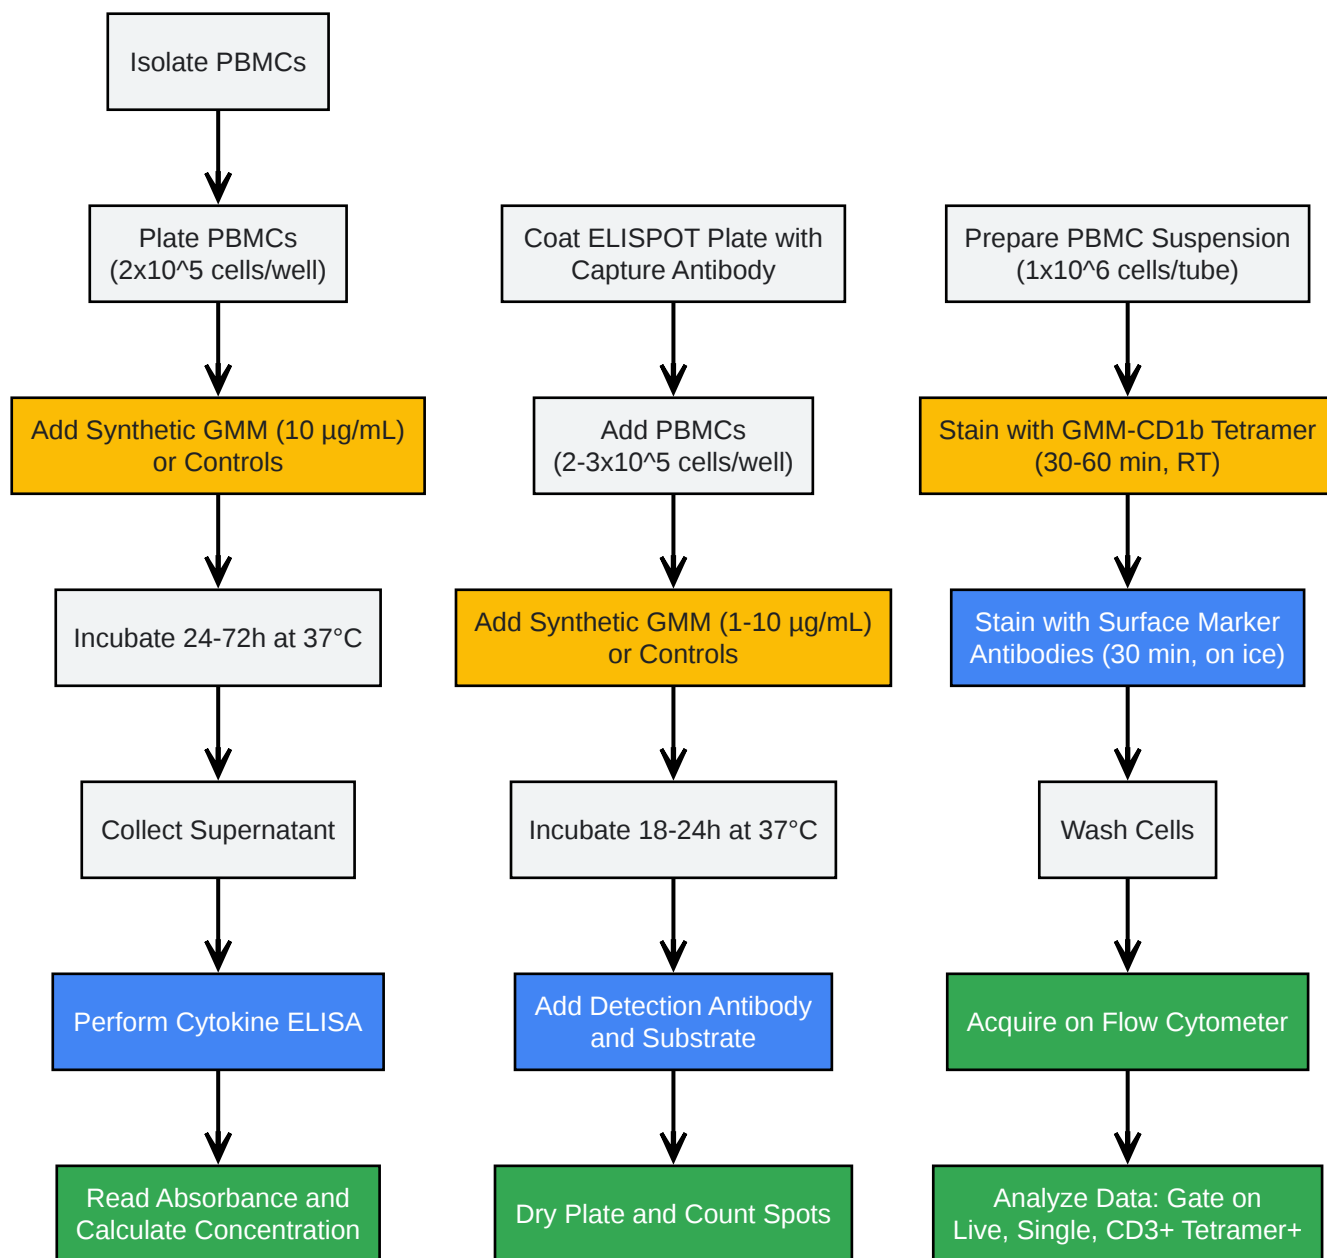 Isolate PBMCs
Plate PBMCs
(2x10^5 cells/well)
Add Synthetic GMM (10 µg/mL)
or Controls
Incubate 24-72h at 37°C
Collect Supernatant
Perform Cytokine ELISA
Read Absorbance and
Calculate Concentration
Coat ELISPOT Plate with
Capture Antibody
Add PBMCs
(2-3x10^5 cells/well)
Add Synthetic GMM (1-10 µg/mL)
or Controls
Incubate 18-24h at 37°C
Add Detection Antibody
and Substrate
Dry Plate and Count Spots
Prepare PBMC Suspension
(1x10^6 cells/tube)
Stain with GMM-CD1b Tetramer
(30-60 min, RT)
Stain with Surface Marker
Antibodies (30 min, on ice)
Wash Cells
Acquire on Flow Cytometer
Analyze Data: Gate on
Live, Single, CD3+ Tetramer+